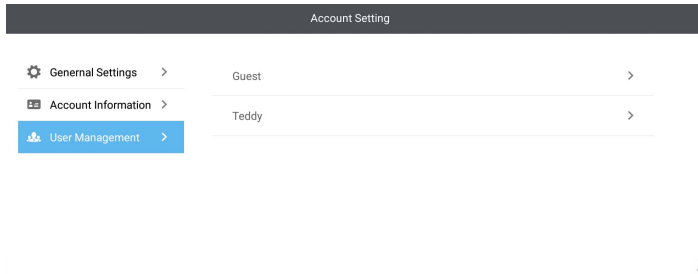 Account Setting
Genernal Settings
Account Information
User Management
Guest
Teddy